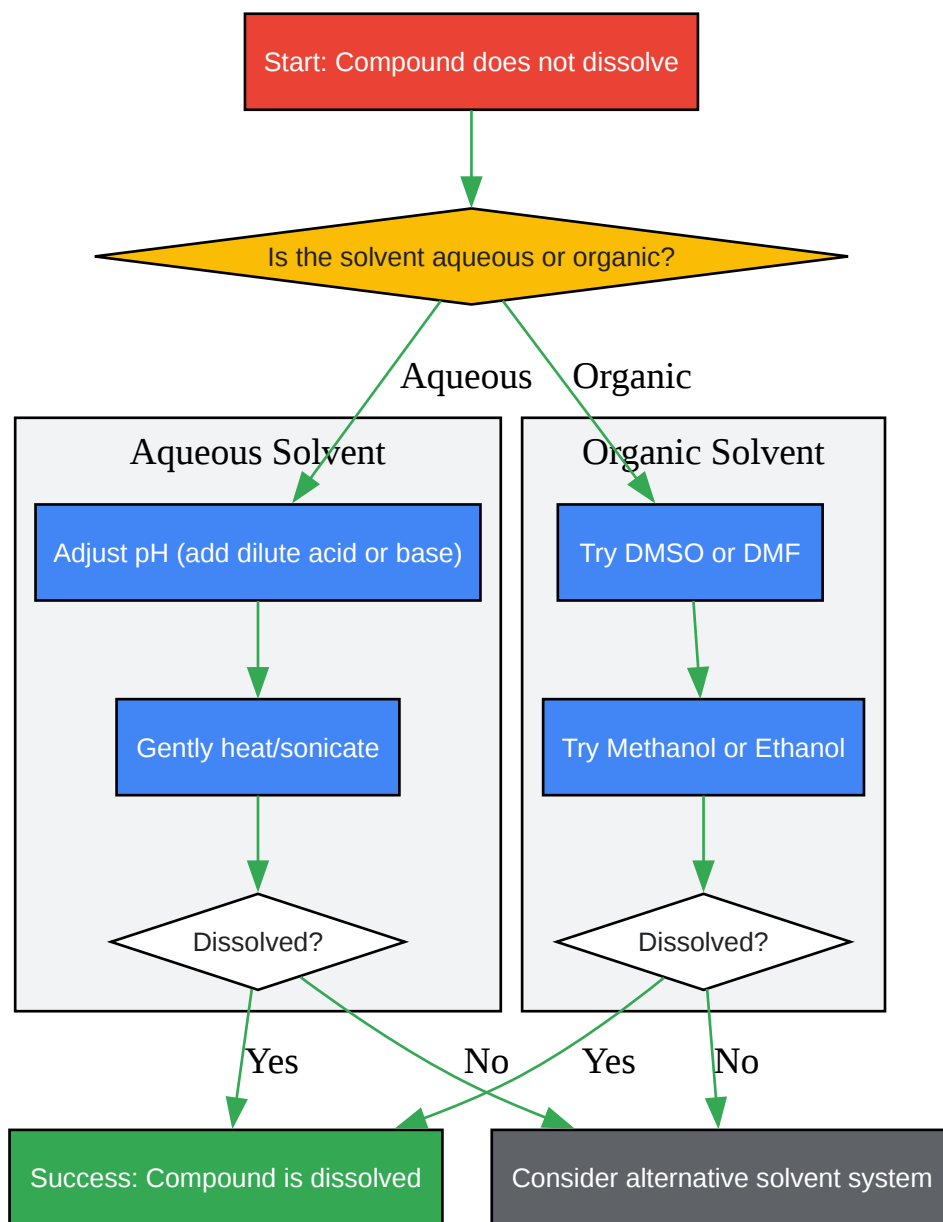 Start: Compound does not dissolve
Is the solvent aqueous or organic?
Aqueous
Organic
Aqueous Solvent
Organic Solvent
Adjust pH (add dilute acid or base)
Try DMSO or DMF
Gently heat/sonicate
Try Methanol or Ethanol
Dissolved?
Dissolved?
Yes
No
Yes
No
Success: Compound is dissolved
Consider alternative solvent system